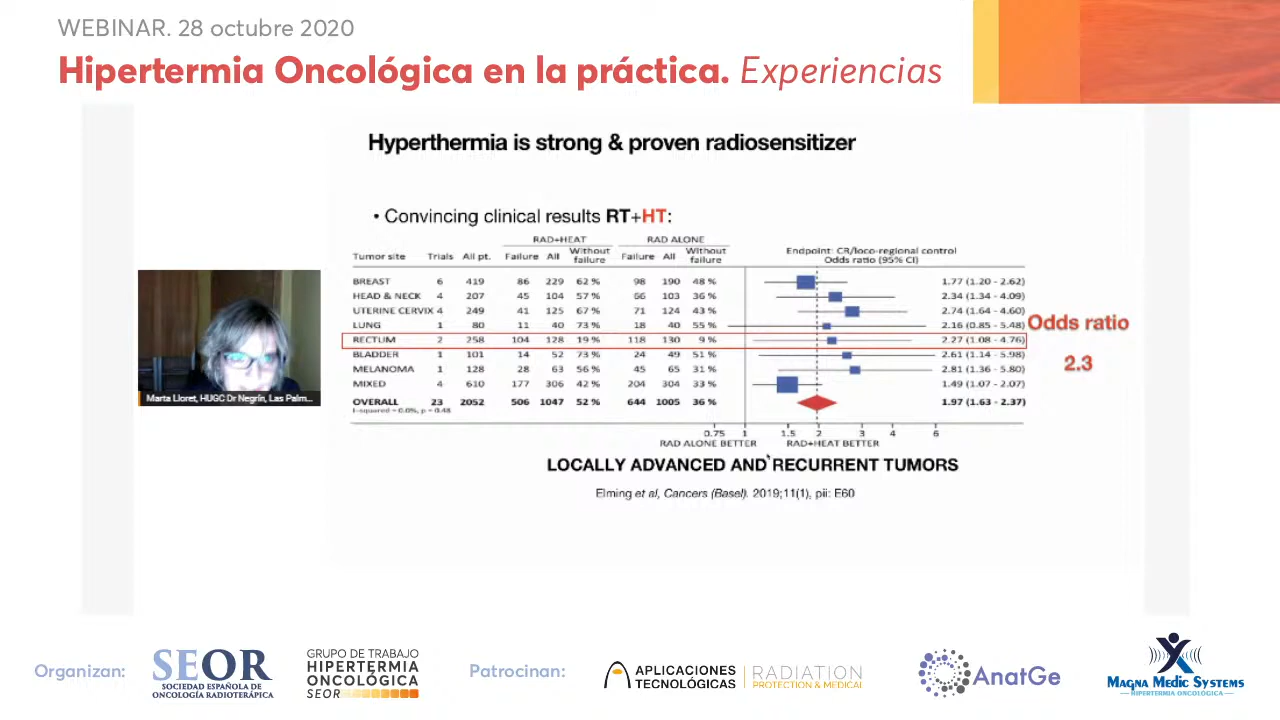 WEBINAR. 28 octubre 2020
Hipertermia Oncológica en la práctica. Experiencias
Hyperthermia is strong & proven radiosensitizer
• Convincing clinical results RT+HT:
RAD+HEAT RAD ALONE Endpoint: CR/loco-regional control
Odds ratio (95% CI)
Tumor site Trials All pt. Failure All Without failure Failure All Without failure
BREAST 6 419 86 229 62 % 98 190 48 % 1.77 (1.20 - 2.62)
HEAD & NECK 4 207 45 104 57 % 66 103 36 % 2.34 (1.34 - 4.09)
UTERINE CERVIX 4 249 41 125 67 % 71 124 43 % 2.74 (1.64 - 4.60)
LUNG 1 80 11 40 73 % 18 40 55 % 2.16 (0.85 - 5.48)
RECTUM 2 258 104 128 19 % 118 130 9 % 2.27 (1.08 - 4.76)
BLADDER 1 101 14 52 73 % 24 49 51 % 2.61 (1.14 - 5.98)
MELANOMA 1 128 28 63 56 % 45 65 31 % 2.81 (1.36 - 5.80)
MIXED 4 610 177 306 42 % 204 304 33 % 1.49 (1.07 - 2.07)
OVERALL 23 2052 506 1047 52 % 644 1005 36 % 1.97 (1.63 - 2.37)
I-squared = 0.0%, p = 0.48
Odds ratio
2.3
0.75 1 1.5 2 3 4 6
RAD ALONE BETTER RAD+HEAT BETTER
LOCALLY ADVANCED AND RECURRENT TUMORS
Elming et al, Cancers (Basel). 2019;11(1), pii: E60
Marta Lloret, HUGC Dr Negrín, Las Palm...
Organizan:
SEOR
SOCIEDAD ESPAÑOLA DE
ONCOLOGÍA RADIOTERÁPICA
GRUPO DE TRABAJO
HIPERTERMIA
ONCOLÓGICA
SEOR
Patrocinan:
APLICACIONES
TECNOLÓGICAS
RADIATION
PROTECTION & MEDICAL
AnatGe
MAGNA MEDIC SYSTEMS
HIPERTERMIA ONCOLÓGICA